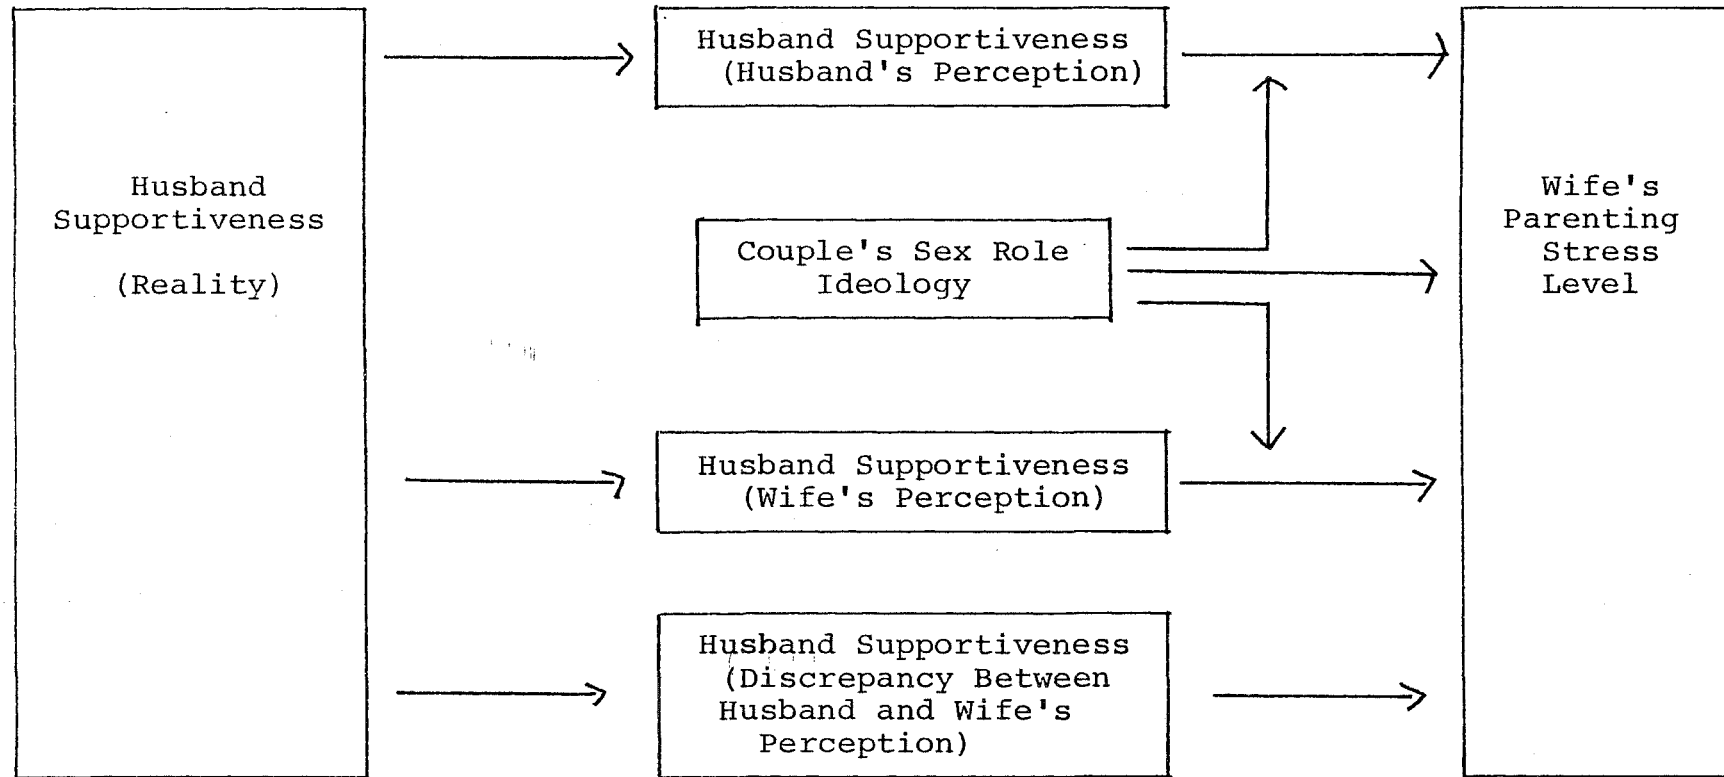 Husband
Supportiveness
(Reality)
Husband Supportiveness
(Husband's Perception)
Couple's Sex Role
Ideology
Husband Supportiveness
(Wife's Perception)
Husband Supportiveness
(Discrepancy Between
Husband and Wife's
Perception)
Wife's
Parenting
Stress
Level